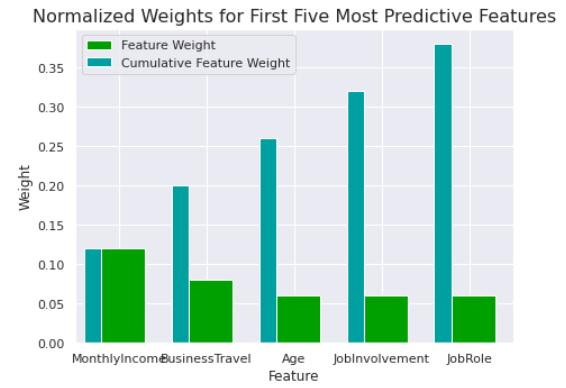 Normalized Weights for First Five Most Predictive Features
Feature Weight
Cumulative Feature Weight
Weight
0.35
0.30
0.25
0.20
0.15
0.10
0.05
0.00
MonthlyIncome BusinessTravel Age JobInvolvement JobRole
Feature